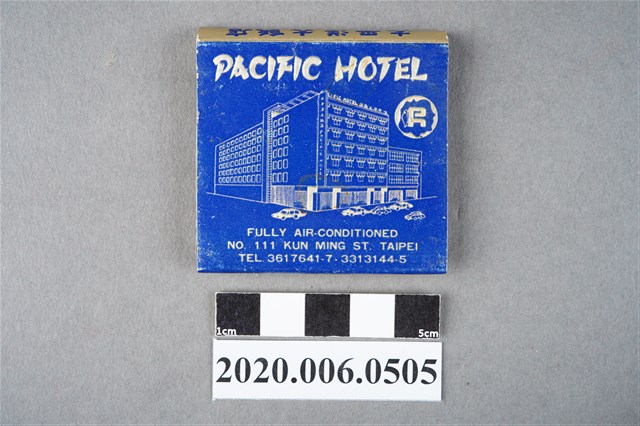 PACIFIC HOTEL
FULLY AIR-CONDITIONED
NO. 111 KUN MING ST. TAIPEI
TEL. 3617641-7 · 3313144-5
1cm 5cm
2020.006.0505